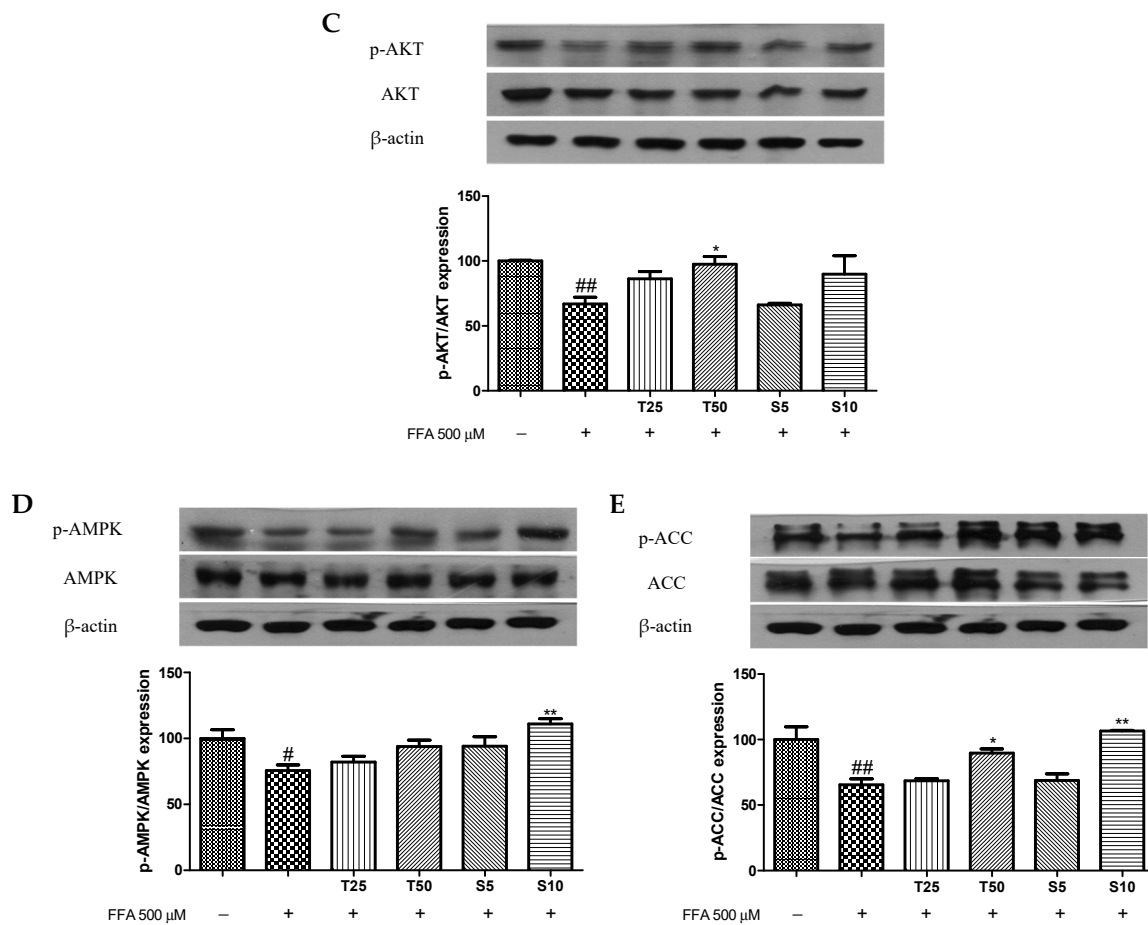 C
p-AKT
AKT
β-actin
p-AKT/AKT expression
150
100
50
0
##
*
T25 T50 S5 S10
FFA 500 μM – + + + + +
D
p-AMPK
AMPK
β-actin
p-AMPK/AMPK expression
150
100
50
0
#
**
T25 T50 S5 S10
FFA 500 μM – + + + + +
E
p-ACC
ACC
β-actin
p-ACC/ACC expression
150
100
50
0
##
*
**
T25 T50 S5 S10
FFA 500 μM – + + + + +